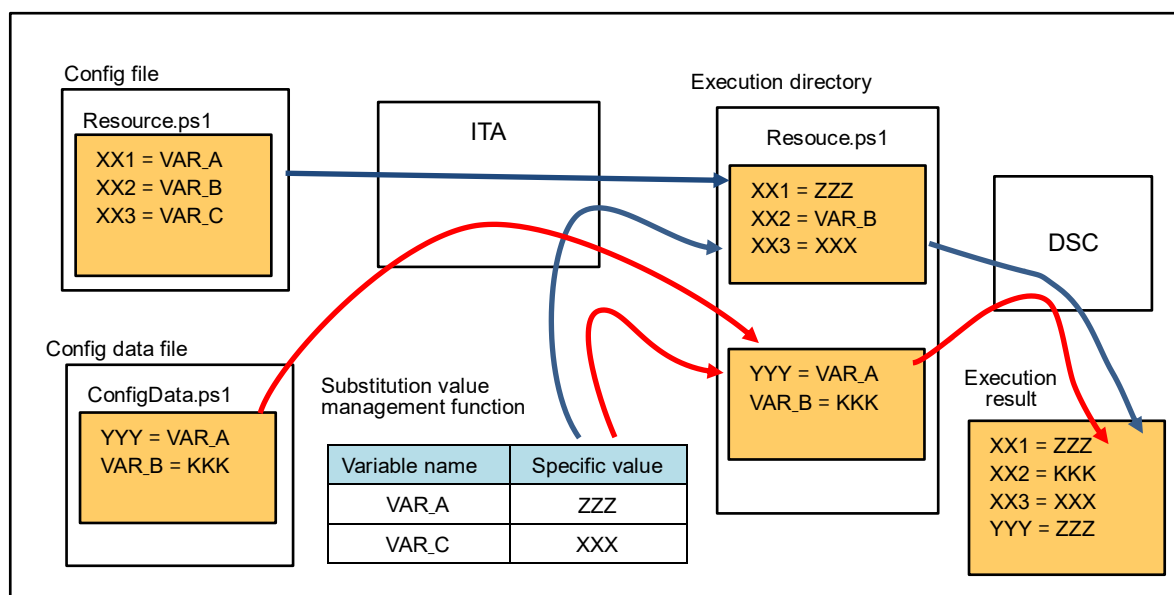 Config file
Resource.ps1
XX1 = VAR_A
XX2 = VAR_B
XX3 = VAR_C
ITA
Execution directory
Resouce.ps1
XX1 = ZZZ
XX2 = VAR_B
XX3 = XXX
DSC
Config data file
ConfigData.ps1
YYY = VAR_A
VAR_B = KKK
Substitution value
management function
Variable name Specific value
VAR_A ZZZ
VAR_C XXX
YYY = VAR_A
VAR_B = KKK
Execution
result
XX1 = ZZZ
XX2 = KKK
XX3 = XXX
YYY = ZZZ